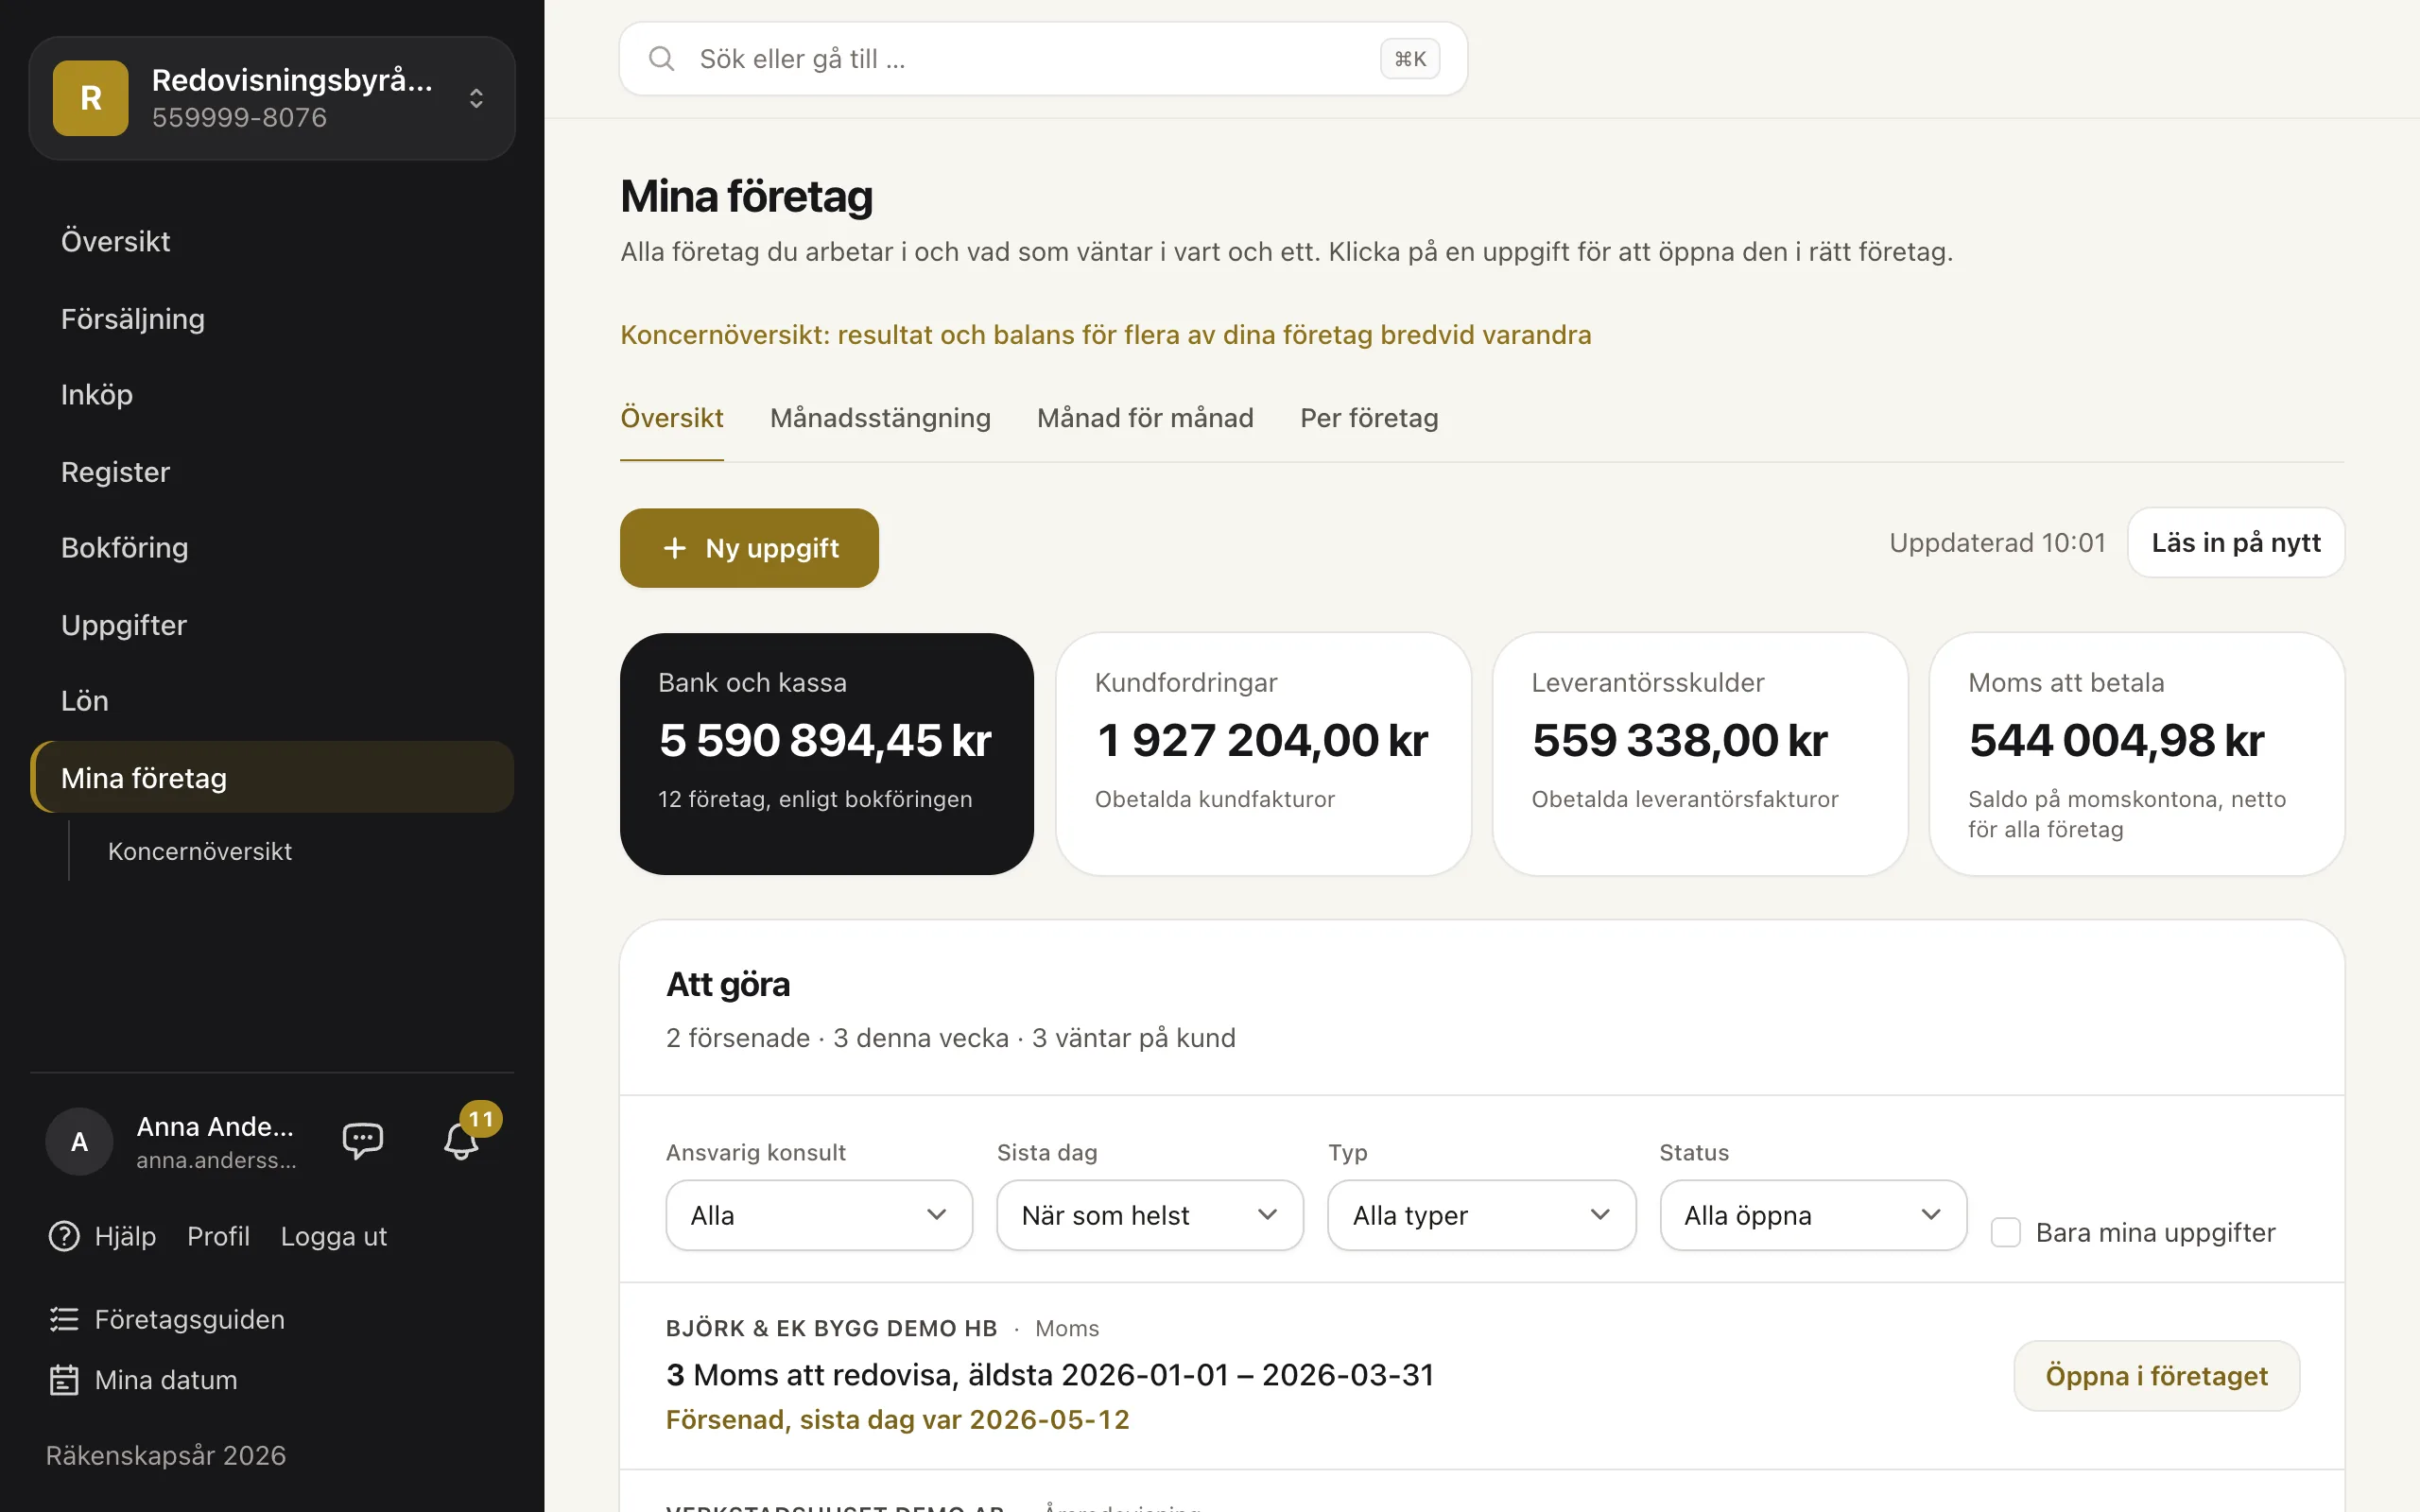 R
Redovisningsbyrå...
559999-8076
Översikt
Försäljning
Inköp
Register
Bokföring
Uppgifter
Lön
Mina företag
Koncernöversikt
A
Anna Ande...
anna.anderss...
11
Hjälp Profil Logga ut
Företagsguiden
Mina datum
Räkenskapsår 2026
Sök eller gå till ...
⌘K
Mina företag
Alla företag du arbetar i och vad som väntar i vart och ett. Klicka på en uppgift för att öppna den i rätt företag.
Koncernöversikt: resultat och balans för flera av dina företag bredvid varandra
Översikt Månadsstängning Månad för månad Per företag
+ Ny uppgift
Uppdaterad 10:01
Läs in på nytt
Bank och kassa
5 590 894,45 kr
12 företag, enligt bokföringen
Kundfordringar
1 927 204,00 kr
Obetalda kundfakturor
Leverantörsskulder
559 338,00 kr
Obetalda leverantörsfakturor
Moms att betala
544 004,98 kr
Saldo på momskontona, netto
för alla företag
Att göra
2 försenade · 3 denna vecka · 3 väntar på kund
Ansvarig konsult
Alla
Sista dag
När som helst
Typ
Alla typer
Status
Alla öppna
Bara mina uppgifter
BJÖRK & EK BYGG DEMO HB · Moms
3 Moms att redovisa, äldsta 2026-01-01 – 2026-03-31
Försenad, sista dag var 2026-05-12
Öppna i företaget
VERKSTADSHUSET DEMO AB · Årsredovisning